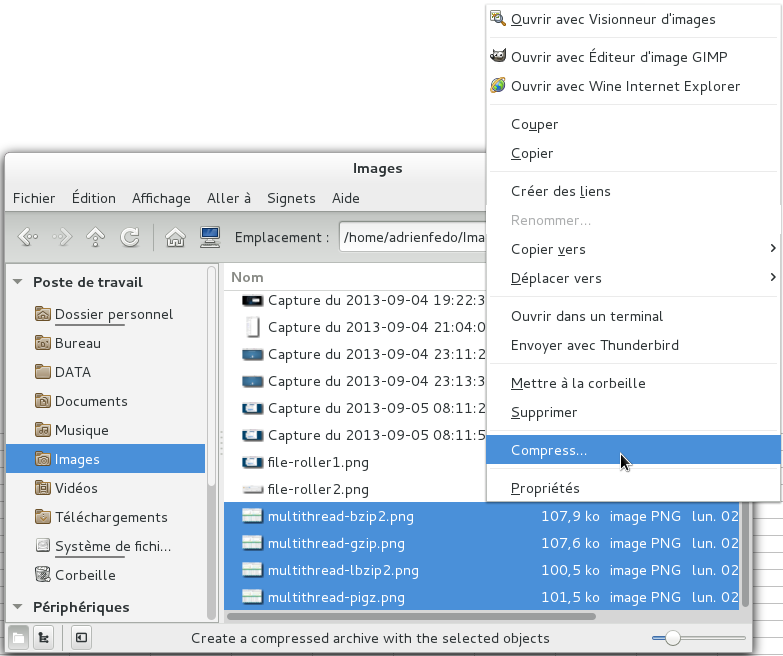 Ouvrir avec Visionneur d'images
Ouvrir avec Éditeur d'image GIMP
Ouvrir avec Wine Internet Explorer
Couper
Copier
Créer des liens
Renommer...
Copier vers
Déplacer vers
Ouvrir dans un terminal
Envoyer avec Thunderbird
Mettre à la corbeille
Supprimer
Compress...
Propriétés
Images
Fichier Édition Affichage Aller à Signets Aide
Emplacement : /home/adrienfedo/Ima
Poste de travail
Dossier personnel
Bureau
DATA
Documents
Musique
Images
Vidéos
Téléchargements
Système de fichi...
Corbeille
Périphériques
Nom
Capture du 2013-09-04 19:22:3
Capture du 2013-09-04 21:04:0
Capture du 2013-09-04 23:11:2
Capture du 2013-09-04 23:13:3
Capture du 2013-09-05 08:11:2
Capture du 2013-09-05 08:11:5
file-roller1.png
file-roller2.png
multithread-bzip2.png 107,9 ko image PNG lun. 02
multithread-gzip.png 107,6 ko image PNG lun. 02
multithread-lbzip2.png 100,5 ko image PNG lun. 02
multithread-pigz.png 101,5 ko image PNG lun. 02
Create a compressed archive with the selected objects